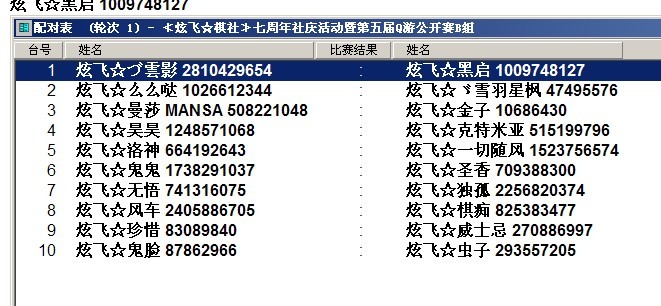 炫飞☆黑启 1009748127
配对表 (轮次 1) - ≮炫飞☆棋社≯七周年社庆活动暨第五届Q游公开赛B组
台号 姓名 比赛结果 姓名
1 炫飞☆づ雲影 2810429654 : 炫飞☆黑启 1009748127
2 炫飞☆么么哒 1026612344 : 炫飞☆ゞ雪羽星枫 47495576
3 炫飞☆曼莎 MANSA 508221048 : 炫飞☆金子 10686430
4 炫飞☆昊昊 1248571068 : 炫飞☆克特米亚 515199796
5 炫飞☆洛神 664192643 : 炫飞☆一切随风 1523756574
6 炫飞☆鬼鬼 1738291037 : 炫飞☆圣香 709388300
7 炫飞☆无悟 741316075 : 炫飞☆独孤 2256820374
8 炫飞☆风车 2405886705 : 炫飞☆棋痴 825383477
9 炫飞☆珍惜 83089840 : 炫飞☆威士忌 270886997
10 炫飞☆鬼脸 87862966 : 炫飞☆虫子 293557205